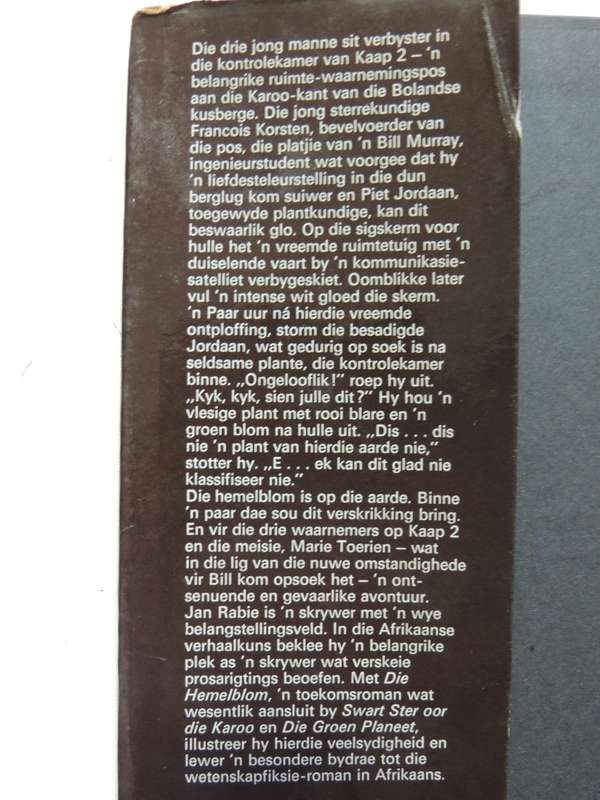 Die drie jong manne sit verbyster in
die kontrolekamer van Kaap 2 – 'n
belangrike ruimte-waarnemingspos
aan die Karoo-kant van die Bolandse
kusberge. Die jong sterrekundige
Francois Korsten, bevelvoerder van
die pos, die platjie van 'n Bill Murray,
ingenieurstudent wat voorgee dat hy
'n liefdesteleurstelling in die dun
berglug kom suiwer en Piet Jordaan,
toegewyde plantkundige, kan dit
beswaarlik glo. Op die sigskerm voor
hulle het 'n vreemde ruimtetuig met 'n
duiselende vaart by 'n kommunikasie-
satelliet verbygeskiet. Oomblikke later
vul 'n intense wit gloed die skerm.
'n Paar uur ná hierdie vreemde
ontploffing, storm die besadigde
Jordaan, wat gedurig op soek is na
seldsame plante, die kontrolekamer
binne. „Ongelooflik!” roep hy uit.
„Kyk, kyk, sien julle dit?” Hy hou 'n
vlesige plant met rooi blare en 'n
groen blom na hulle uit. „Dis . . . dis
nie 'n plant van hierdie aarde nie,”
stotter hy. „E . . . ek kan dit glad nie
klassifiseer nie.”
Die hemelblom is op die aarde. Binne
'n paar dae sou dit verskrikking bring.
En vir die drie waarnemers op Kaap 2
en die meisie, Marie Toerien – wat
in die lig van die nuwe omstandighede
vir Bill kom opsoek het – 'n ont-
senuende en gevaarlike avontuur.
Jan Rabie is 'n skrywer met 'n wye
belangstellingsveld. In die Afrikaanse
verhaalkuns beklee hy 'n belangrike
plek as 'n skrywer wat verskeie
prosarigtings beoefen. Met Die
Hemelblom, 'n toekomsroman wat
wesentlik aansluit by Swart Ster oor
die Karoo en Die Groen Planeet,
illustreer hy hierdie veelsydigheid en
lewer 'n besondere bydrae tot die
wetenskapfiksie-roman in Afrikaans.